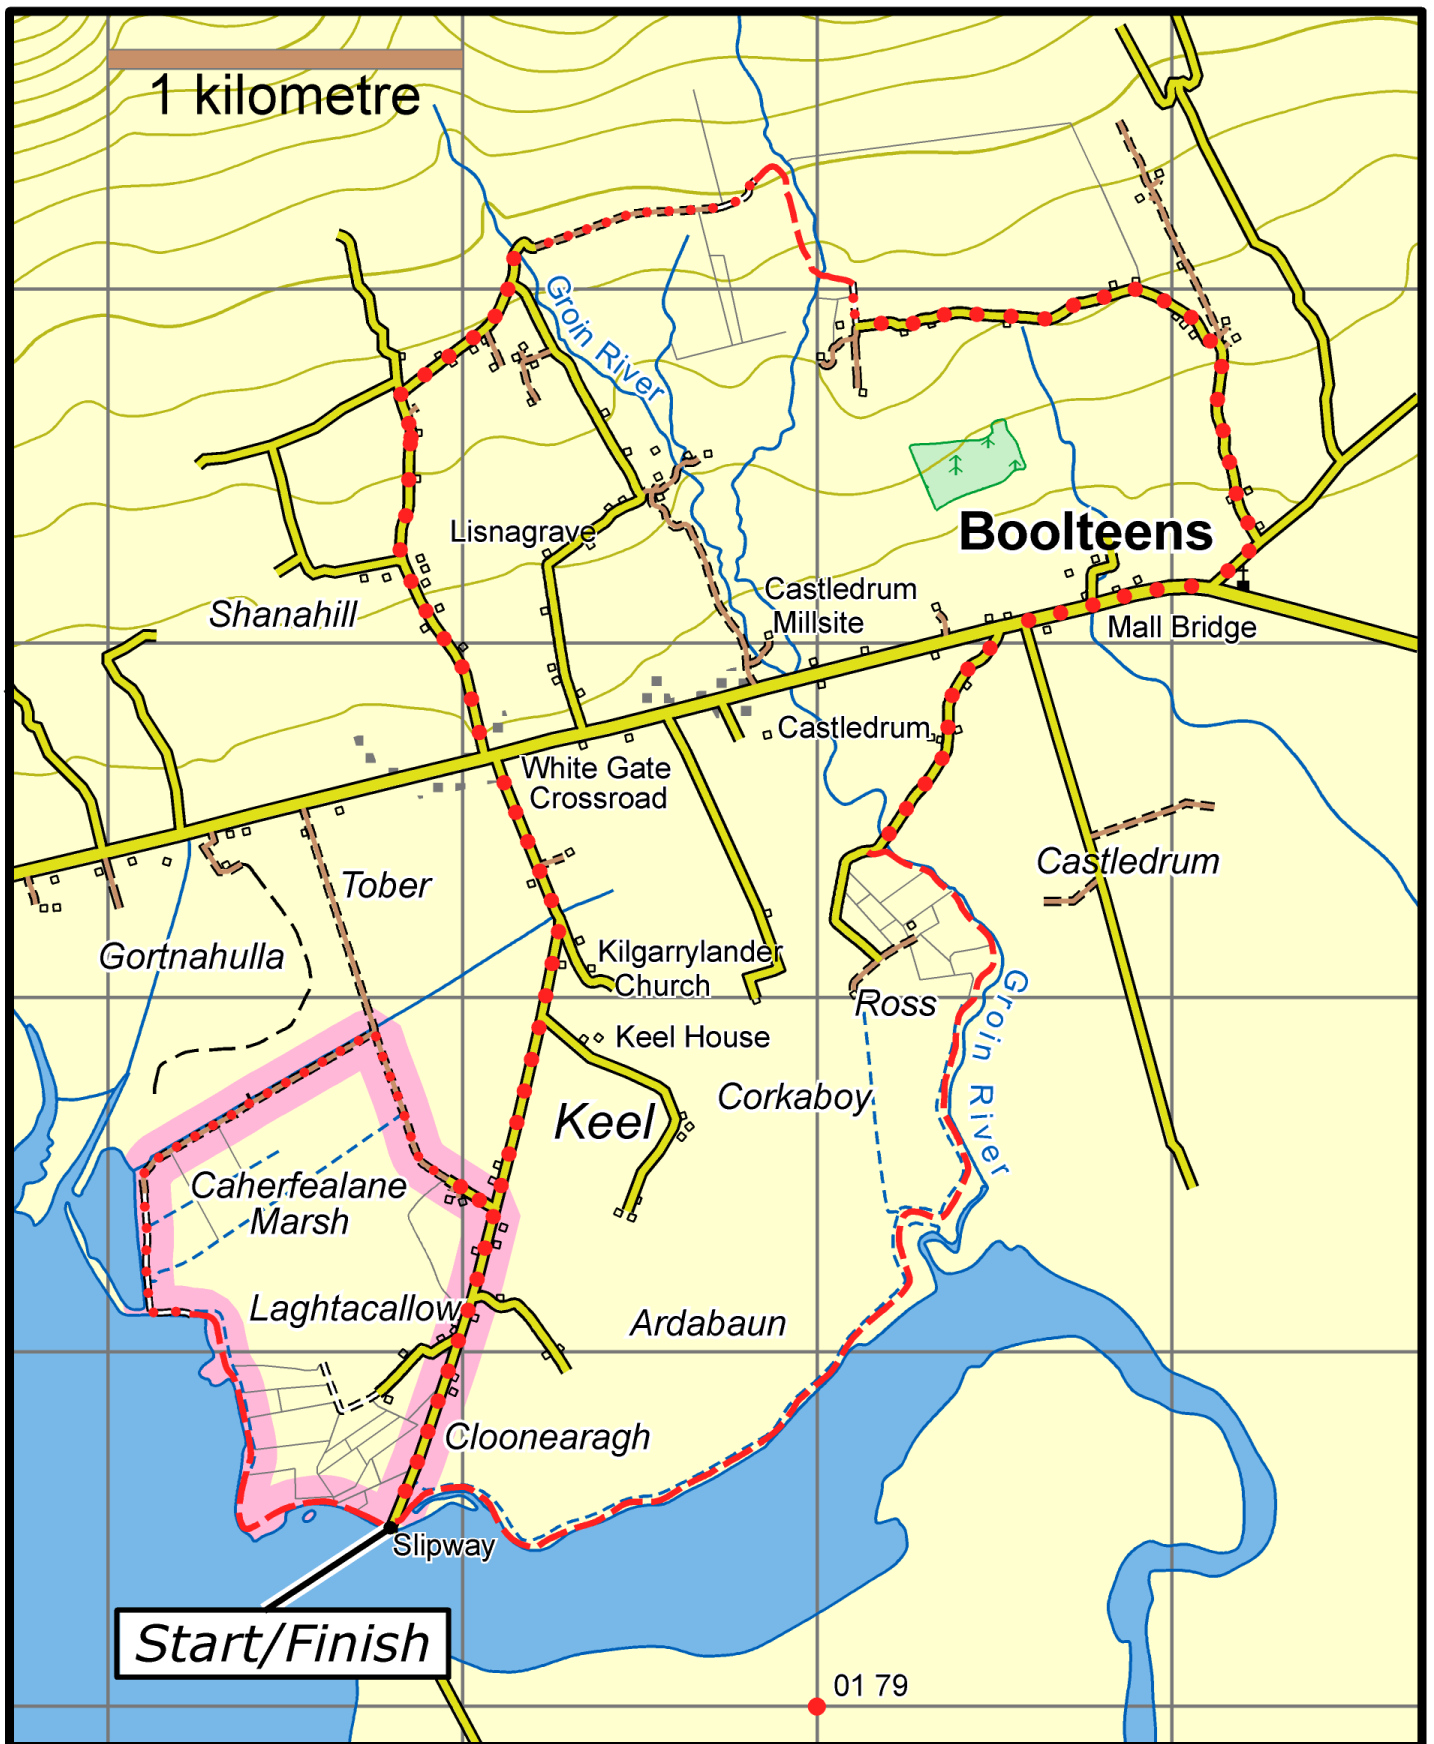 1 kilometre
Groin River
Lisnagrave
Boolteens
Castledrum
Millsite
Shanahill
Mall Bridge
Castledrum
White Gate
Crossroad
Castledrum
Tober
Gortnahulla
Kilgarrylander
Church
Ross
Groin River
Keel House
Corkaboy
Keel
Caherfealane
Marsh
Laghtacallow
Ardabaun
Cloonearagh
Slipway
Start/Finish
01 79